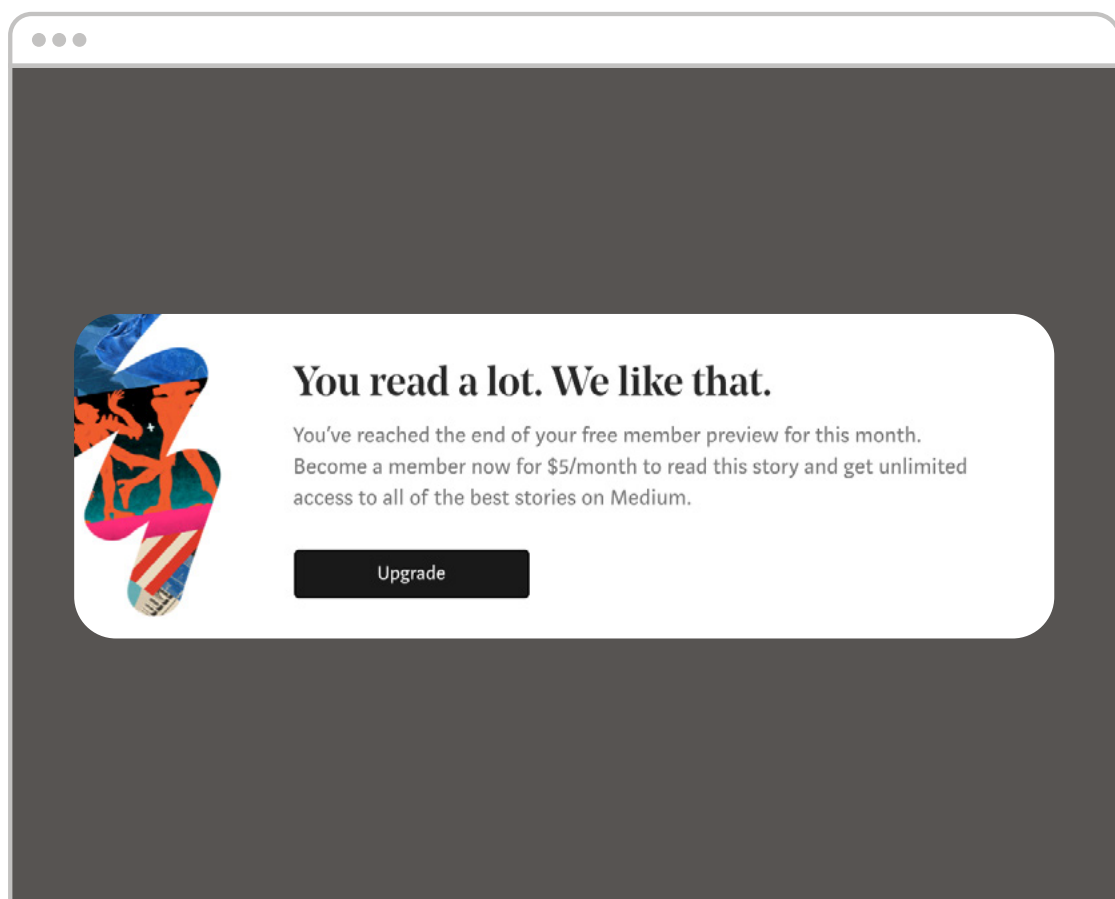 You read a lot. We like that.
You’ve reached the end of your free member preview for this month.
Become a member now for $5/month to read this story and get unlimited
access to all of the best stories on Medium.
Upgrade